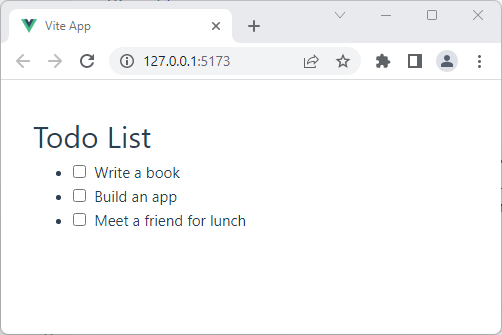 Vite App
127.0.0.1:5173
Todo List
Write a book
Build an app
Meet a friend for lunch